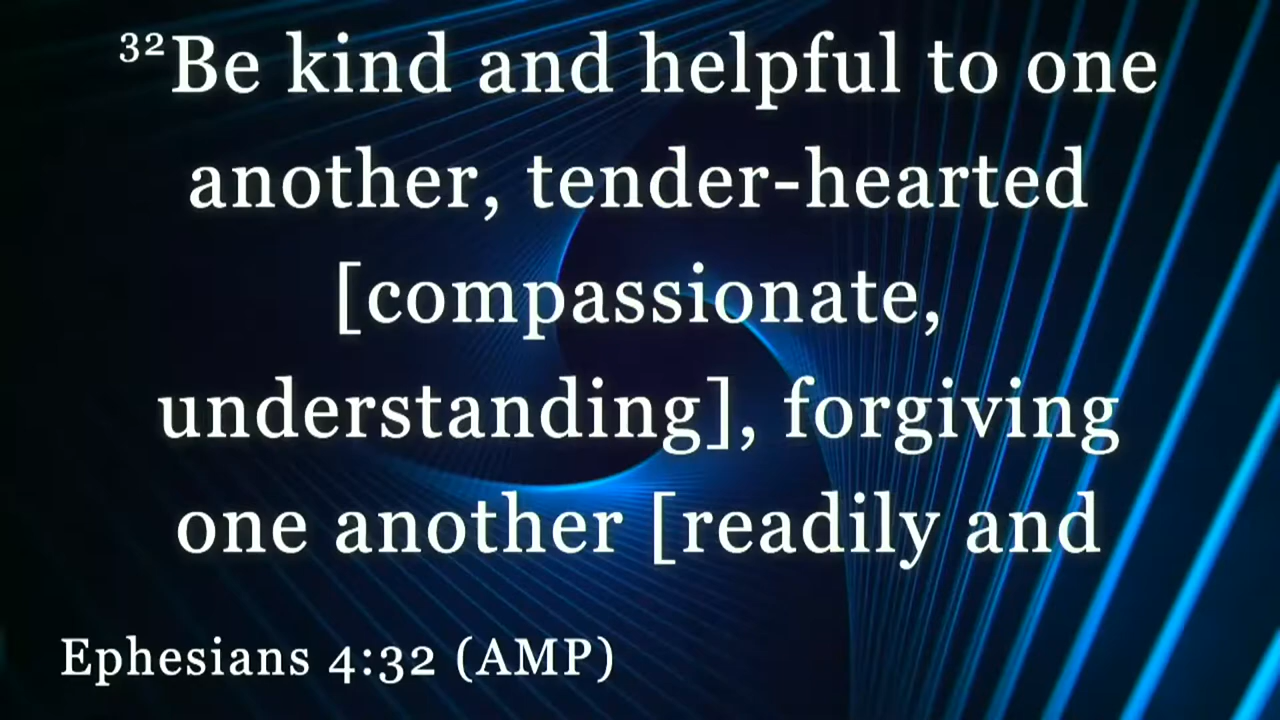 ³²Be kind and helpful to one
another, tender-hearted
[compassionate,
understanding], forgiving
one another [readily and
Ephesians 4:32 (AMP)